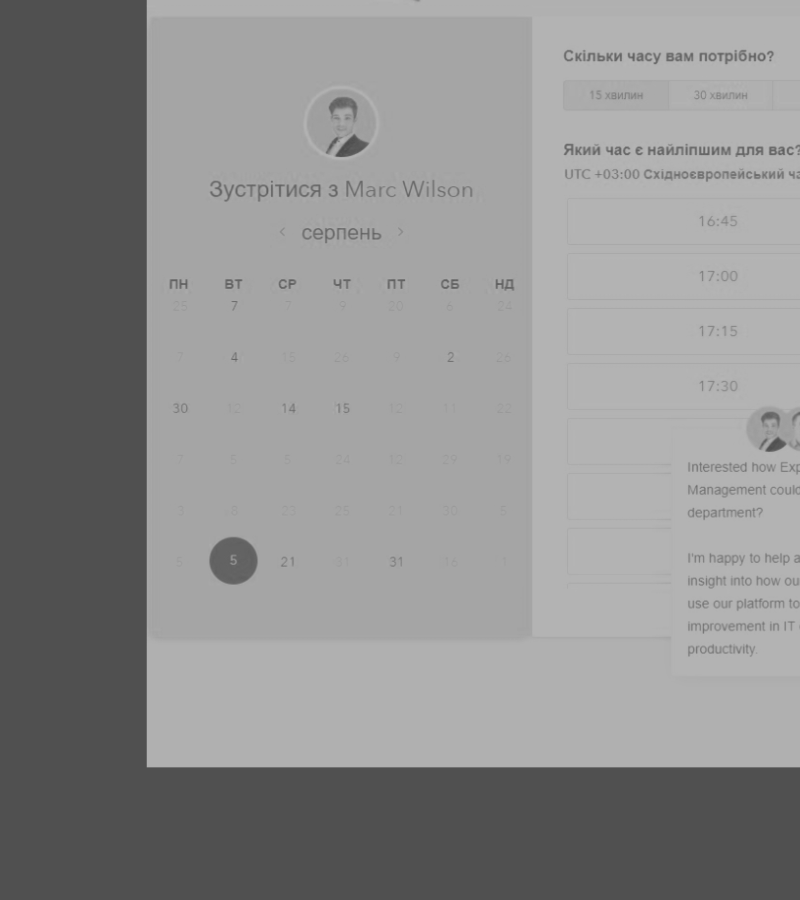 Скільки часу вам потрібно?
15 хвилин 30 хвилин
Який час є найліпшим для вас?
UTC +03:00 Східноєвропейський ча
Зустрітися з Marc Wilson
‹ серпень ›
ПН ВТ СР ЧТ ПТ СБ НД
25 7 7 9 20 6 24
7 4 15 26 9 2 26
30 12 14 15 12 11 22
7 6 5 24 10 29 19
3 8 23 25 21 30 5
5 5 21 31 31 16 1
16:45
17:00
17:15
17:30
Interested how Exp
Management could
department?
I'm happy to help a
insight into how ou
use our platform to
improvement in IT
productivity.